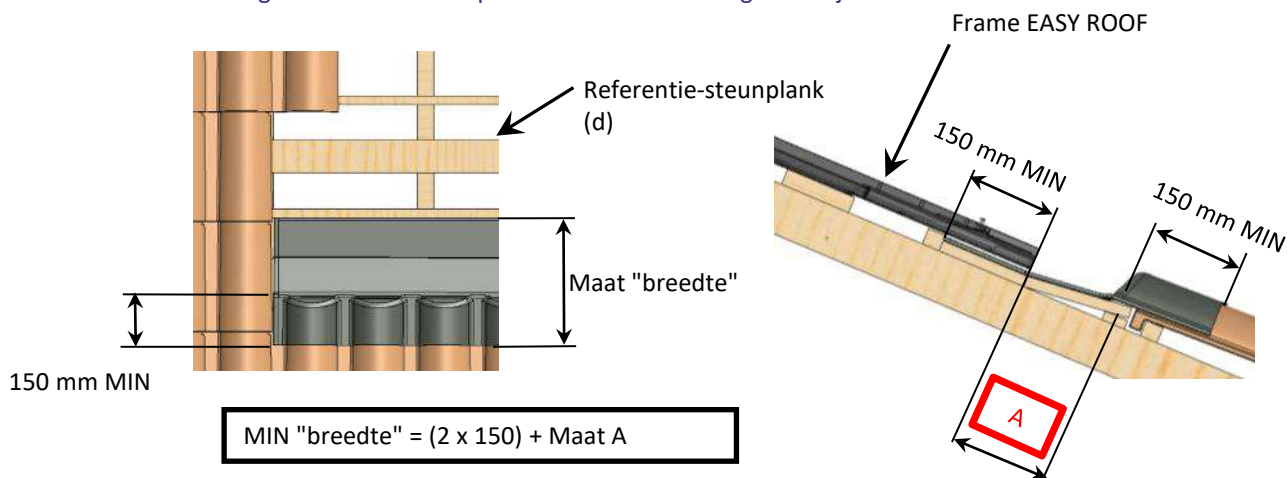 Frame EASY ROOF
Referentie-steunplank
(d)
150 mm MIN
150 mm MIN
Maat "breedte"
150 mm MIN
A
MIN "breedte" = (2 x 150) + Maat A